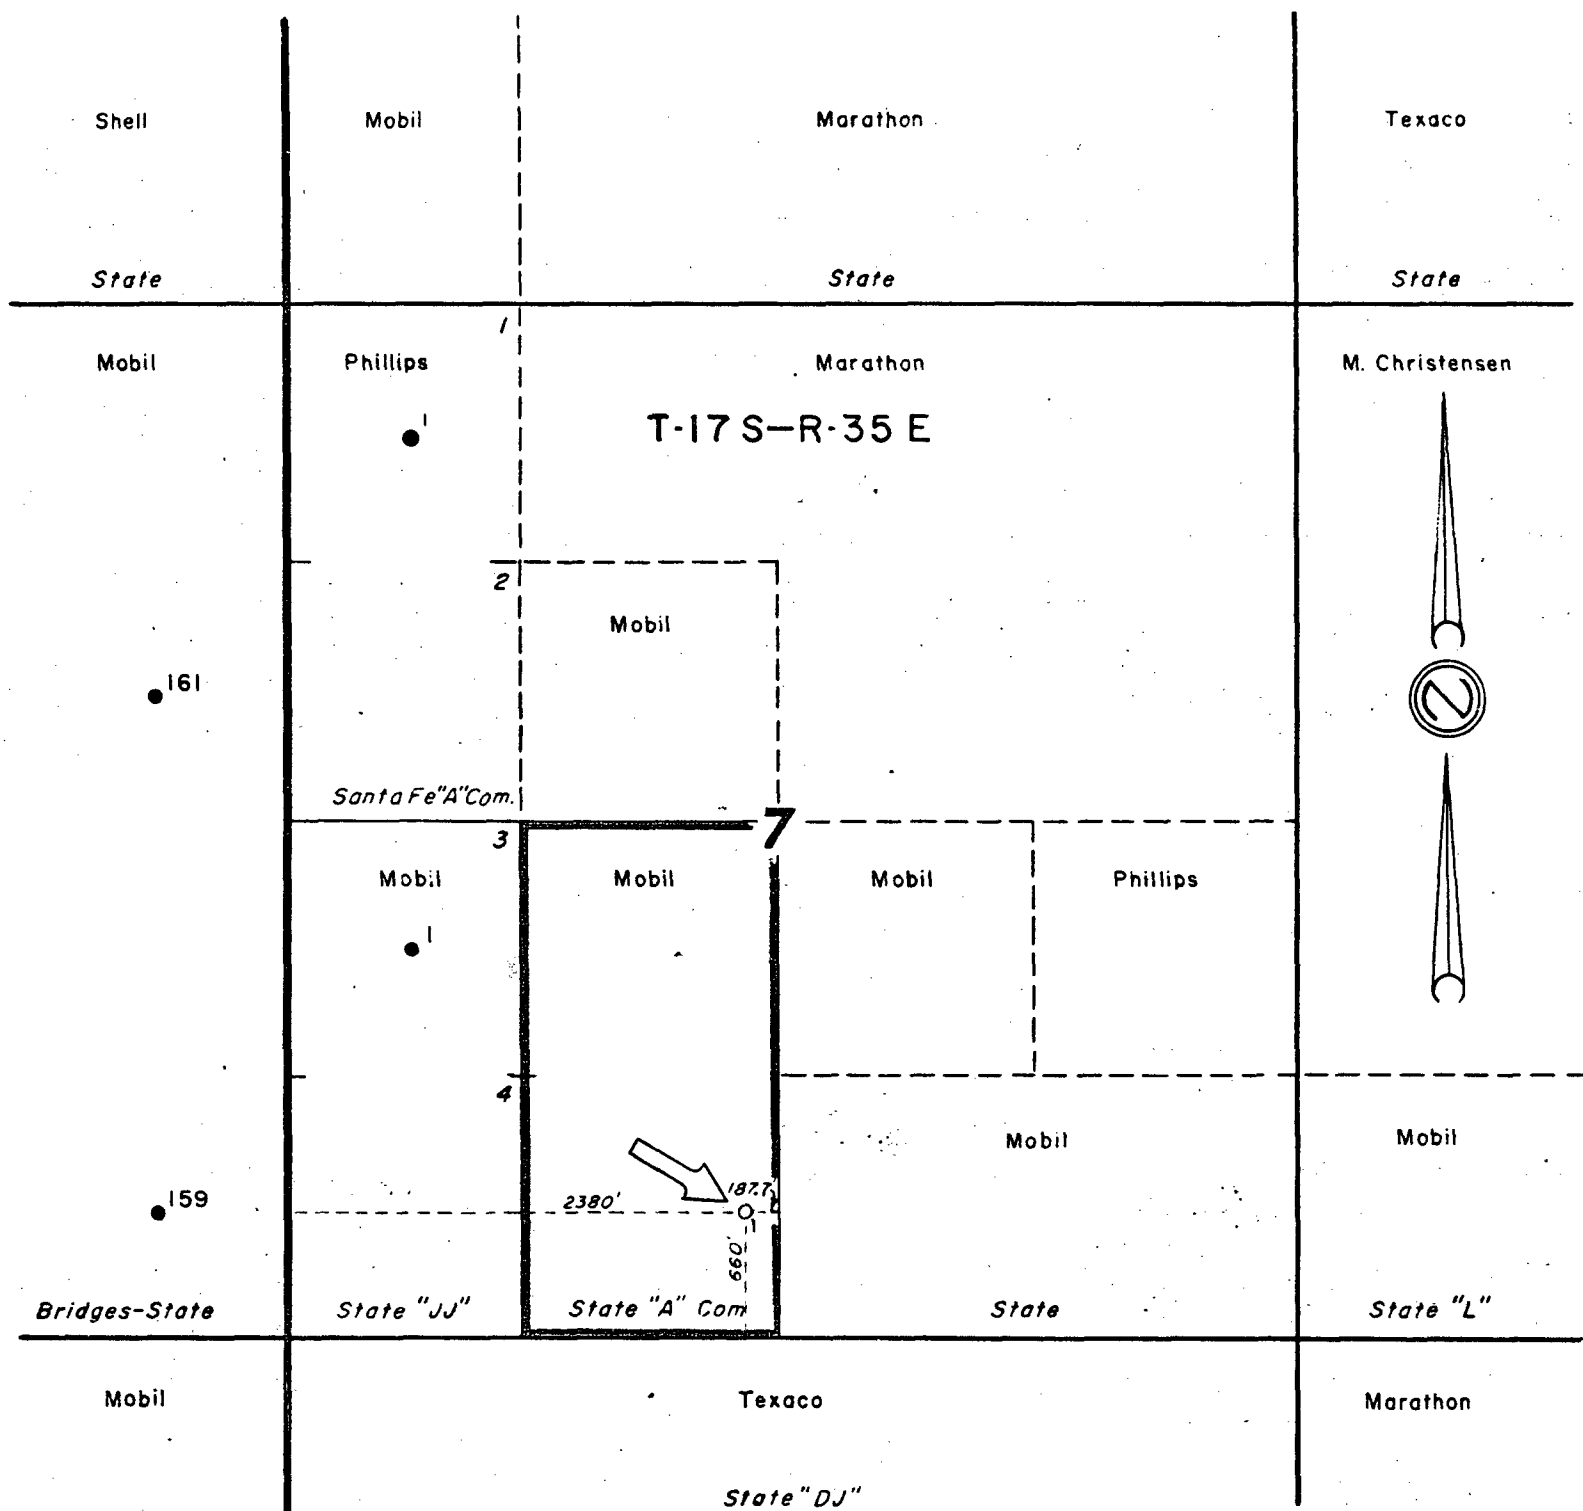 Shell Mobil Marathon Texaco
State State State
1
Mobil Phillips Marathon M. Christensen
1
T-17 S—R-35 E
2
Mobil
161
N
Santa Fe "A" Com.
7
3
Mobil Mobil Mobil Phillips
1
4
Mobil Mobil
159
2380' 187.7'
1
660'
Bridges-State State "JJ" State "A" Com State State "L"
Mobil Texaco Marathon
State "DJ"